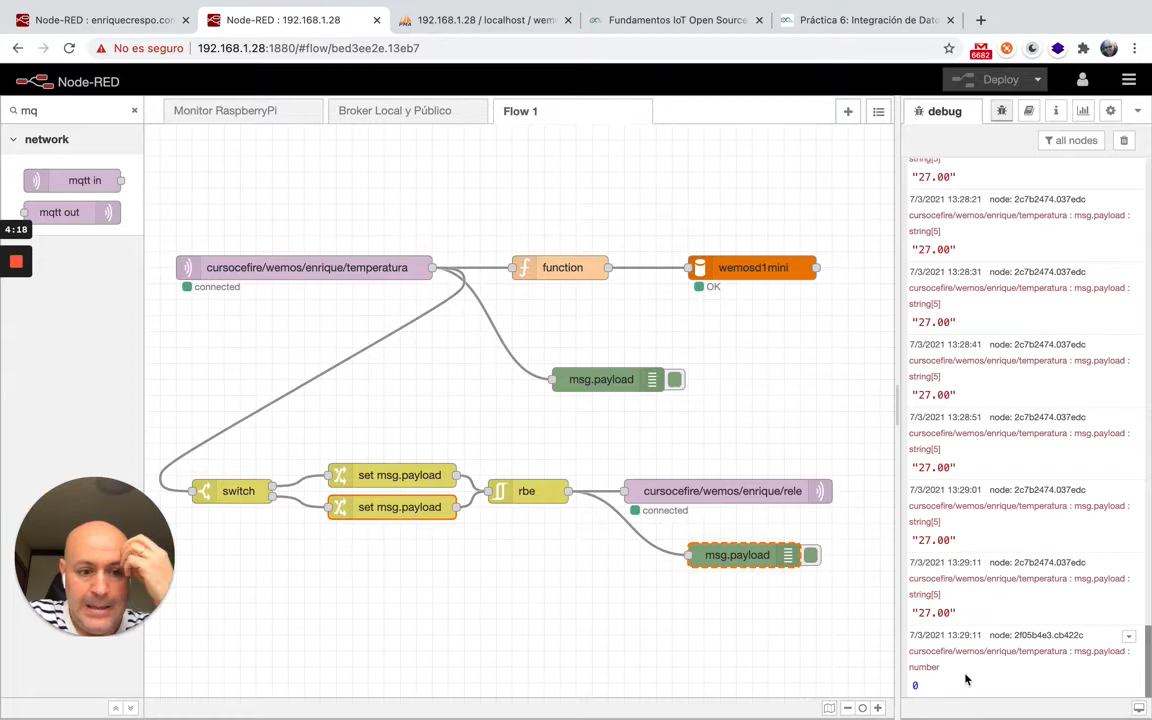 Node-RED : enriquecrespo.con
Node-RED : 192.168.1.28
192.168.1.28 / localhost / wem
Fundamentos IoT Open Source
Práctica 6: Integración de Dato
No es seguro
192.168.1.28:1880/#flow/bed3ee2e.13eb7
6682
Node-RED
Deploy
mq
Monitor RaspberryPi
Broker Local y Público
Flow 1
debug
network
all nodes
mqtt in
mqtt out
4:18
cursocefire/wemos/enrique/temperatura
connected
function
wemosd1mini
OK
msg.payload
switch
set msg.payload
set msg.payload
rbe
cursocefire/wemos/enrique/rele
connected
msg.payload
string[5]
"27.00"
7/3/2021 13:28:21 node: 2c7b2474.037edc
cursocefire/wemos/enrique/temperatura : msg.payload :
string[5]
"27.00"
7/3/2021 13:28:31 node: 2c7b2474.037edc
cursocefire/wemos/enrique/temperatura : msg.payload :
string[5]
"27.00"
7/3/2021 13:28:41 node: 2c7b2474.037edc
cursocefire/wemos/enrique/temperatura : msg.payload :
string[5]
"27.00"
7/3/2021 13:28:51 node: 2c7b2474.037edc
cursocefire/wemos/enrique/temperatura : msg.payload :
string[5]
"27.00"
7/3/2021 13:29:01 node: 2c7b2474.037edc
cursocefire/wemos/enrique/temperatura : msg.payload :
string[5]
"27.00"
7/3/2021 13:29:11 node: 2c7b2474.037edc
cursocefire/wemos/enrique/temperatura : msg.payload :
string[5]
"27.00"
7/3/2021 13:29:11 node: 2f05b4e3.cb422c
cursocefire/wemos/enrique/temperatura : msg.payload :
number
0